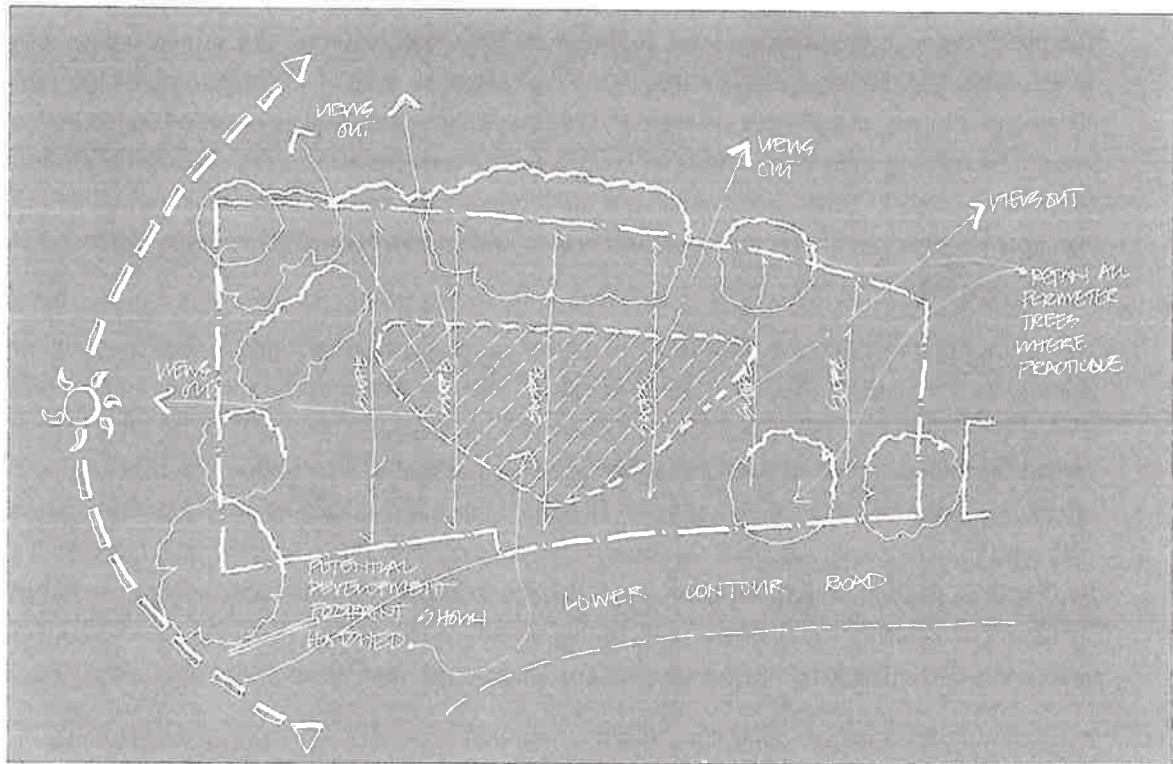 VIEWS
OUT
VIEWS
OUT
VIEWS OUT
RETAIN ALL
PERIMETER
TREES
WHERE
PRACTICABLE
VIEWS
OUT
SLOPE
SLOPE
SLOPE
SLOPE
SLOPE
SLOPE
POTENTIAL
DEVELOPMENT
FOOTPRINT SHOWN
HATCHED
LOWER CONTOUR ROAD